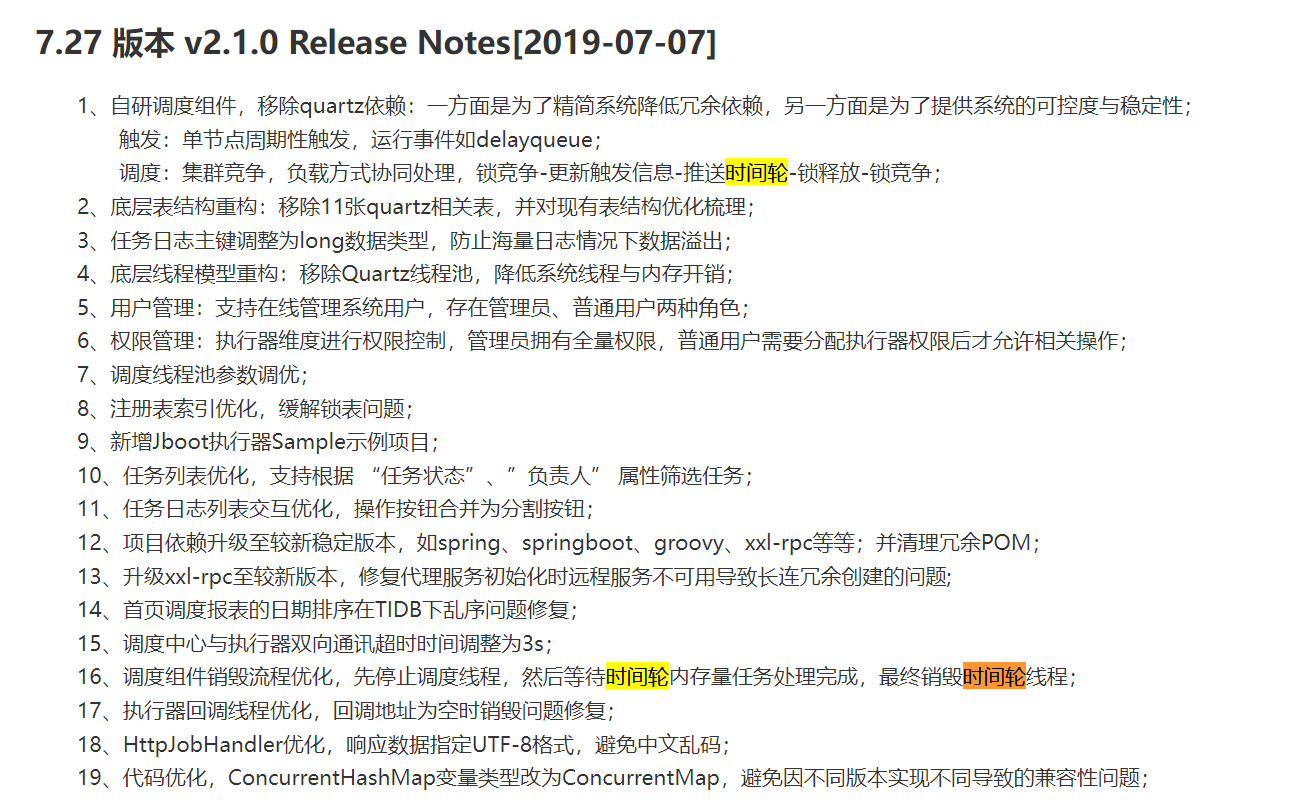 7.27 版本 v2.1.0 Release Notes[2019-07-07]
1、自研调度组件，移除quartz依赖：一方面是为了精简系统降低冗余依赖，另一方面是为了提供系统的可控度与稳定性；
触发：单节点周期性触发，运行事件如delayqueue；
调度：集群竞争，负载方式协同处理，锁竞争-更新触发信息-推送时间轮-锁释放-锁竞争；
2、底层表结构重构：移除11张quartz相关表，并对现有表结构优化梳理；
3、任务日志主键调整为long数据类型，防止海量日志情况下数据溢出；
4、底层线程模型重构：移除Quartz线程池，降低系统线程与内存开销；
5、用户管理：支持在线管理系统用户，存在管理员、普通用户两种角色；
6、权限管理：执行器维度进行权限控制，管理员拥有全量权限，普通用户需要分配执行器权限后才允许相关操作；
7、调度线程池参数调优；
8、注册表索引优化，缓解锁表问题；
9、新增Jboot执行器Sample示例项目；
10、任务列表优化，支持根据 “任务状态”、”负责人” 属性筛选任务；
11、任务日志列表交互优化，操作按钮合并为分割按钮；
12、项目依赖升级至较新稳定版本，如spring、springboot、groovy、xxl-rpc等等；并清理冗余POM；
13、升级xxl-rpc至较新版本，修复代理服务初始化时远程服务不可用导致长连冗余创建的问题;
14、首页调度报表的日期排序在TIDB下乱序问题修复；
15、调度中心与执行器双向通讯超时时间调整为3s；
16、调度组件销毁流程优化，先停止调度线程，然后等待时间轮内存量任务处理完成，最终销毁时间轮线程；
17、执行器回调线程优化，回调地址为空时销毁问题修复；
18、HttpJobHandler优化，响应数据指定UTF-8格式，避免中文乱码；
19、代码优化，ConcurrentHashMap变量类型改为ConcurrentMap，避免因不同版本实现不同导致的兼容性问题；